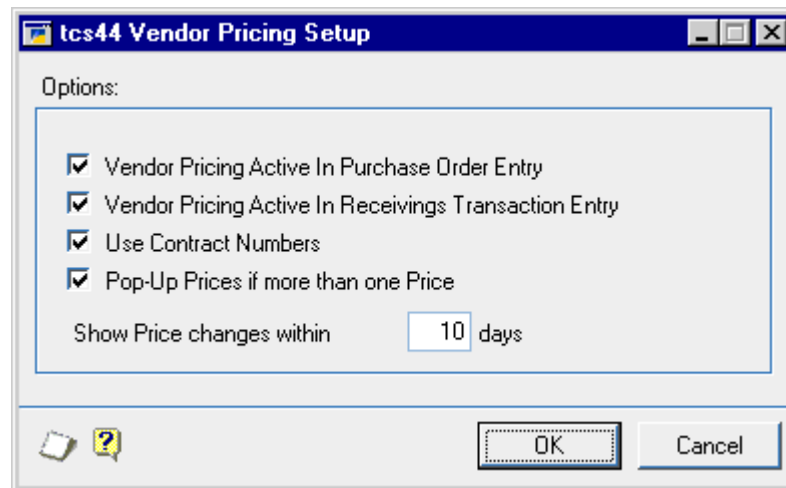 tcs44 Vendor Pricing Setup
Options:
Vendor Pricing Active In Purchase Order Entry
Vendor Pricing Active In Receivings Transaction Entry
Use Contract Numbers
Pop-Up Prices if more than one Price
Show Price changes within 10 days
OK Cancel